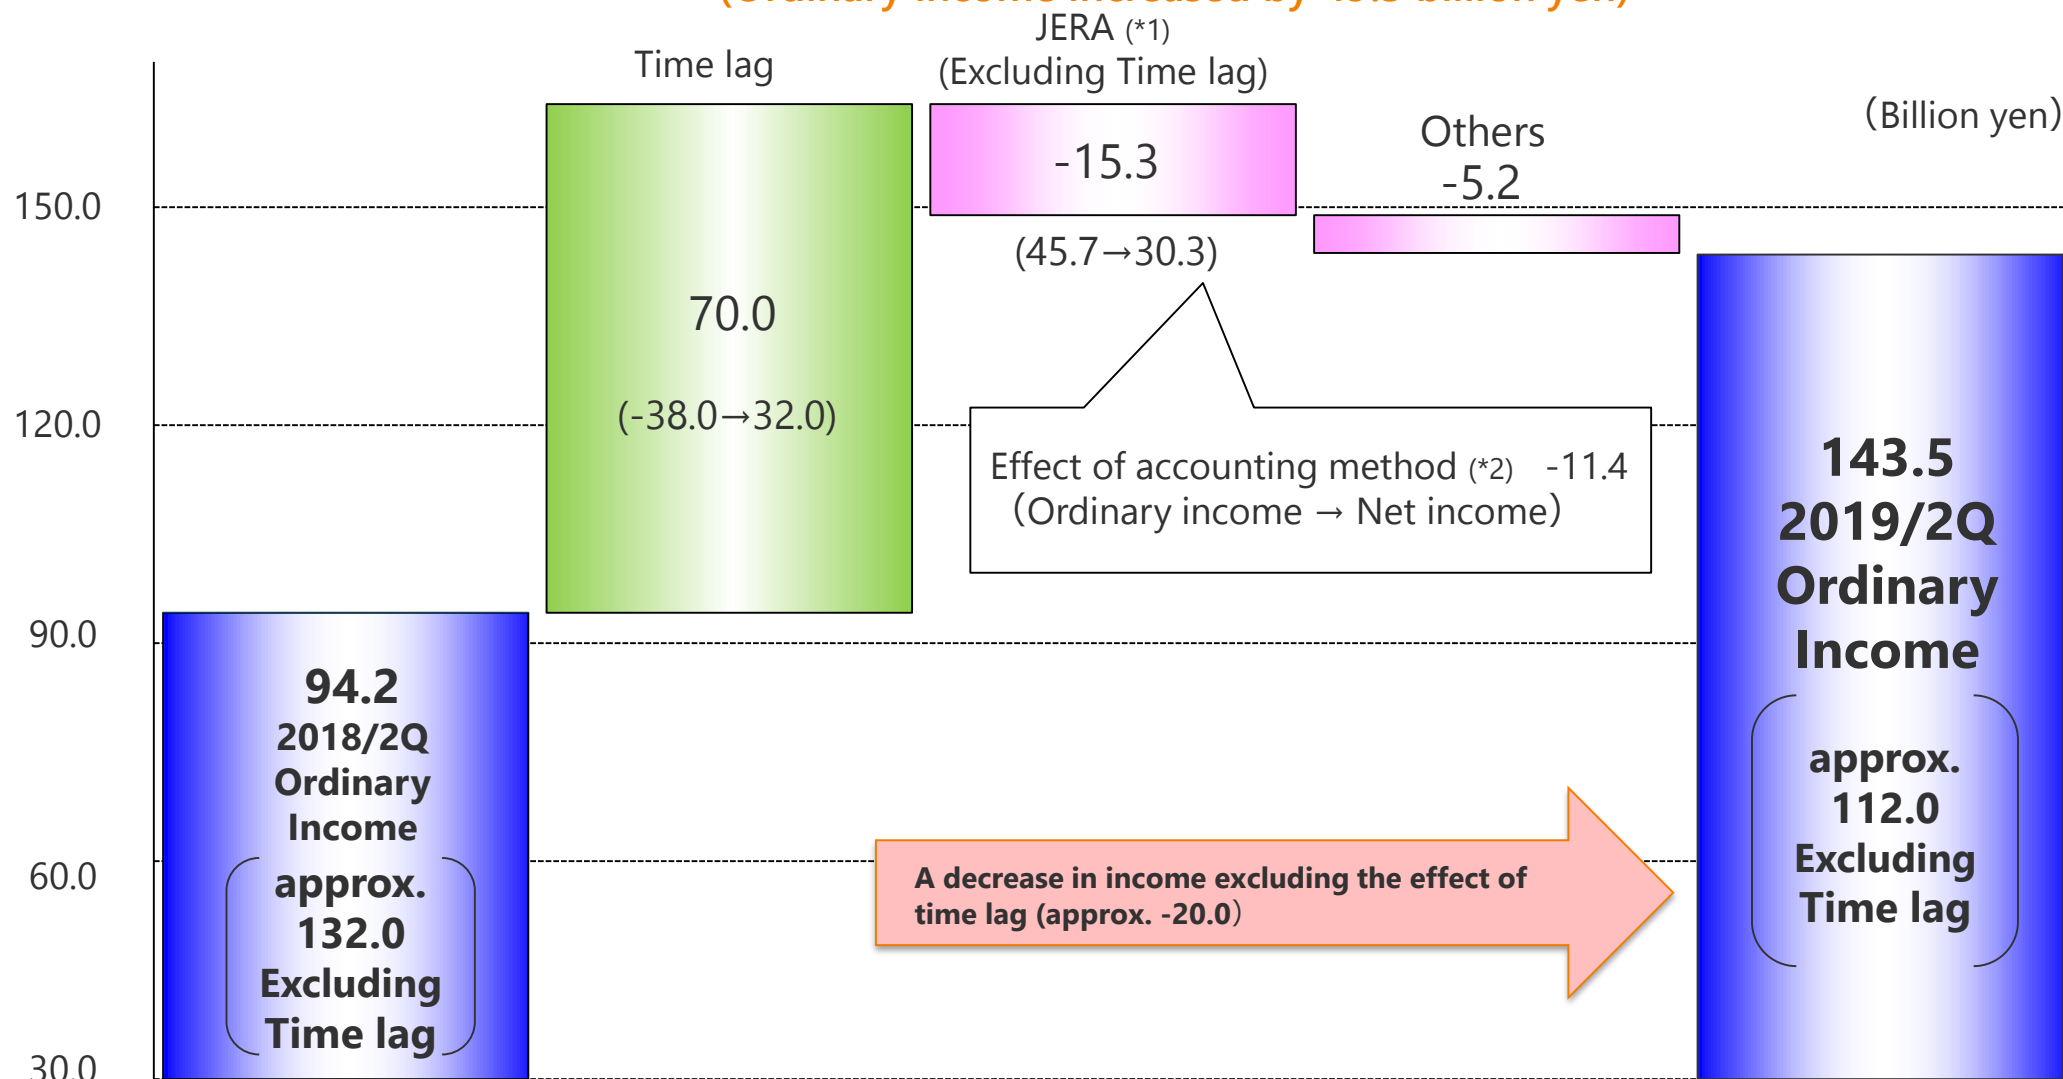 JERA (*1)
(Excluding Time lag)
Time lag
(Billion yen)
Others
-5.2
-15.3
(45.7→30.3)
70.0
(-38.0→32.0)
150.0
120.0
90.0
60.0
30.0
Effect of accounting method (*2) -11.4
(Ordinary income → Net income)
94.2
2018/2Q
Ordinary
Income
approx.
132.0
Excluding
Time lag
A decrease in income excluding the effect of
time lag (approx. -20.0)
143.5
2019/2Q
Ordinary
Income
approx.
112.0
Excluding
Time lag